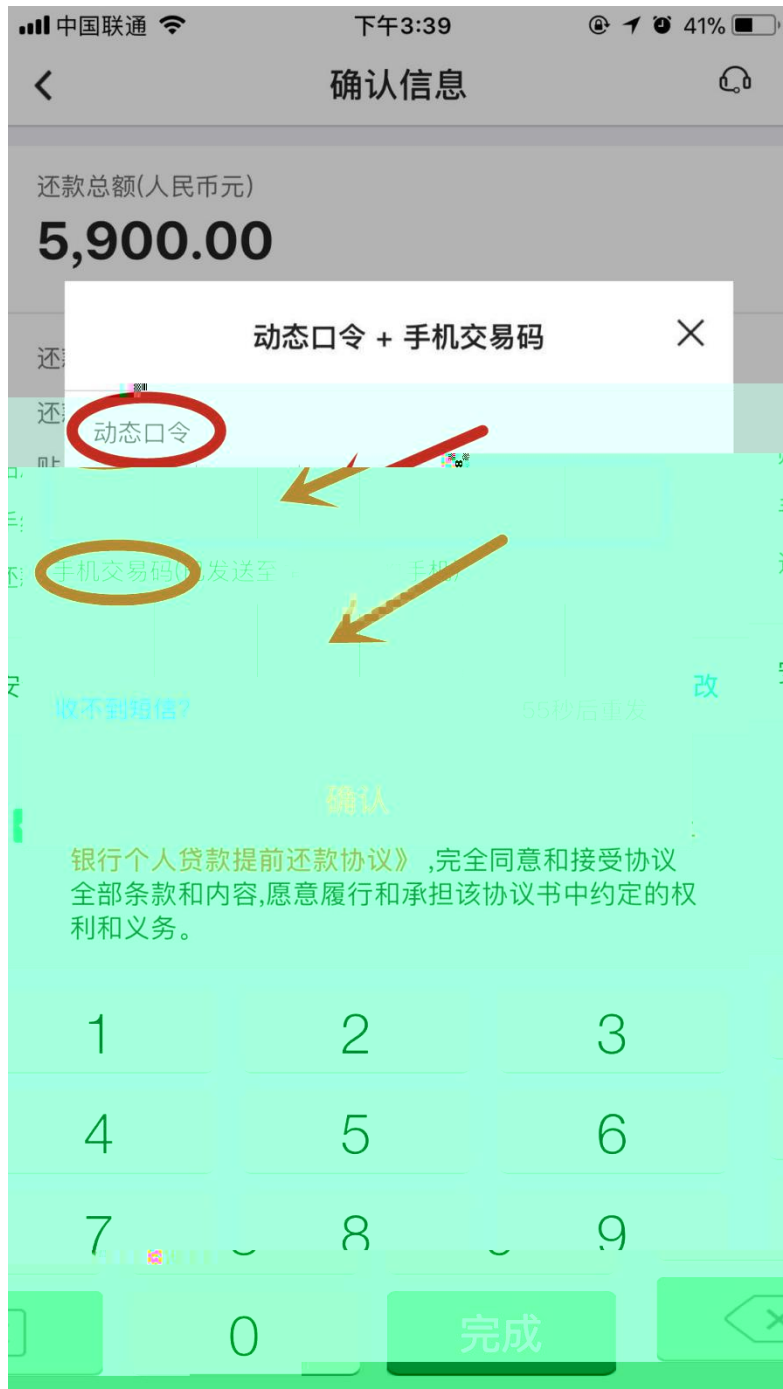 中国联通 下午3:39 41%
确认信息
还款总额(人民币元)
5,900.00
动态口令 + 手机交易码
还
还
动态口令
手机交易码(已发送至 手机)
改
收不到短信? 55秒后重发
确认
银行个人贷款提前还款协议》,完全同意和接受协议
全部条款和内容,愿意履行和承担该协议书中约定的权
利和义务。
1 2 3
4 5 6
7 8 9
0 完成